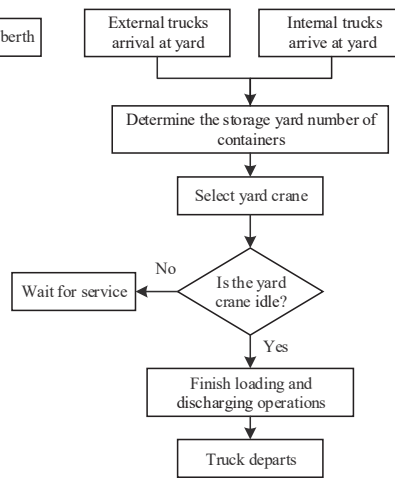 berth
External trucks
arrival at yard
Internal trucks
arrive at yard
Determine the storage yard number of
containers
Select yard crane
Is the yard
crane idle?
No
Wait for service
Yes
Finish loading and
discharging operations
Truck departs